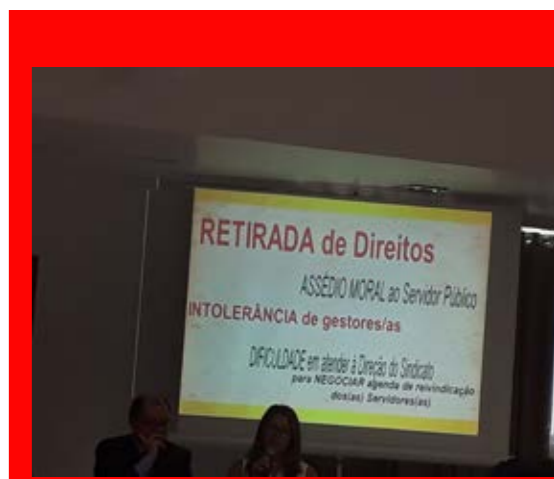 RETIRADA de Direitos
ASSÉDIO MORAL ao Servidor Público
INTOLERÂNCIA de gestores/as
DIFICULDADE em atender à Direção do Sindicato
para NEGOCIAR agenda de reivindicação
dos(as) Servidores(as)